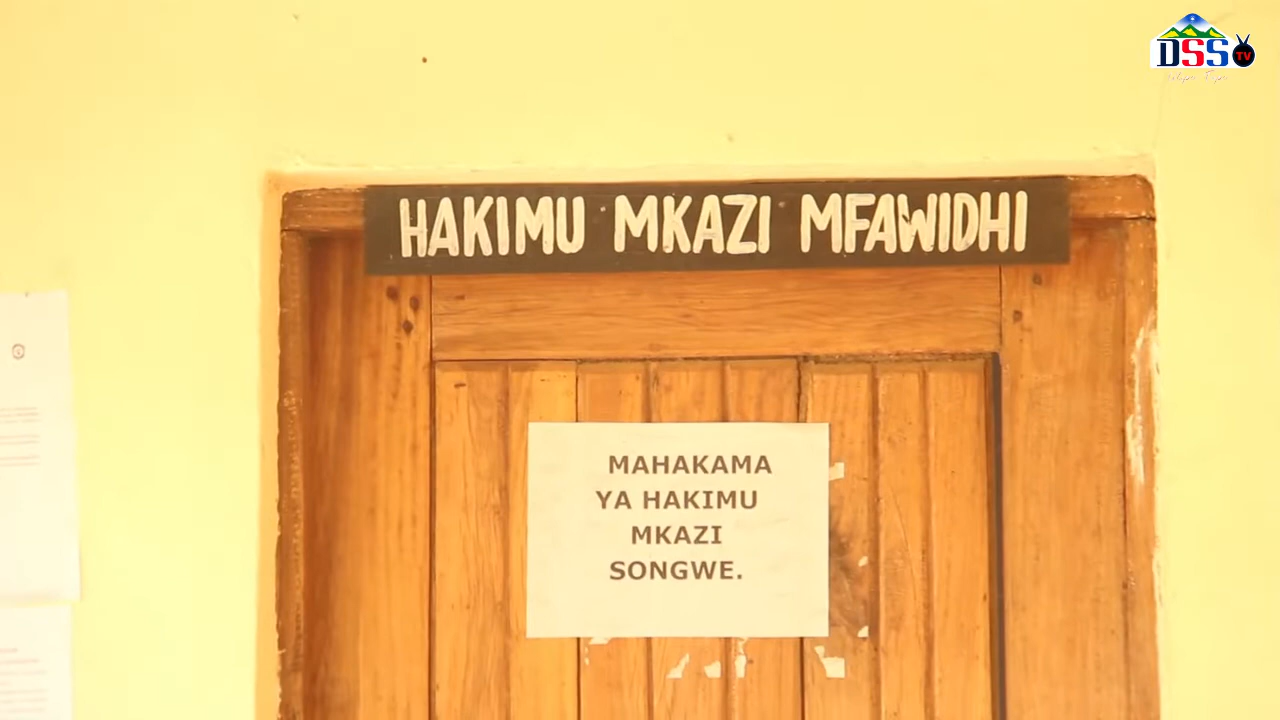 DSS TV
HAKIMU MKAZI MFAWIDHI
MAHAKAMA
YA HAKIMU
MKAZI
SONGWE.